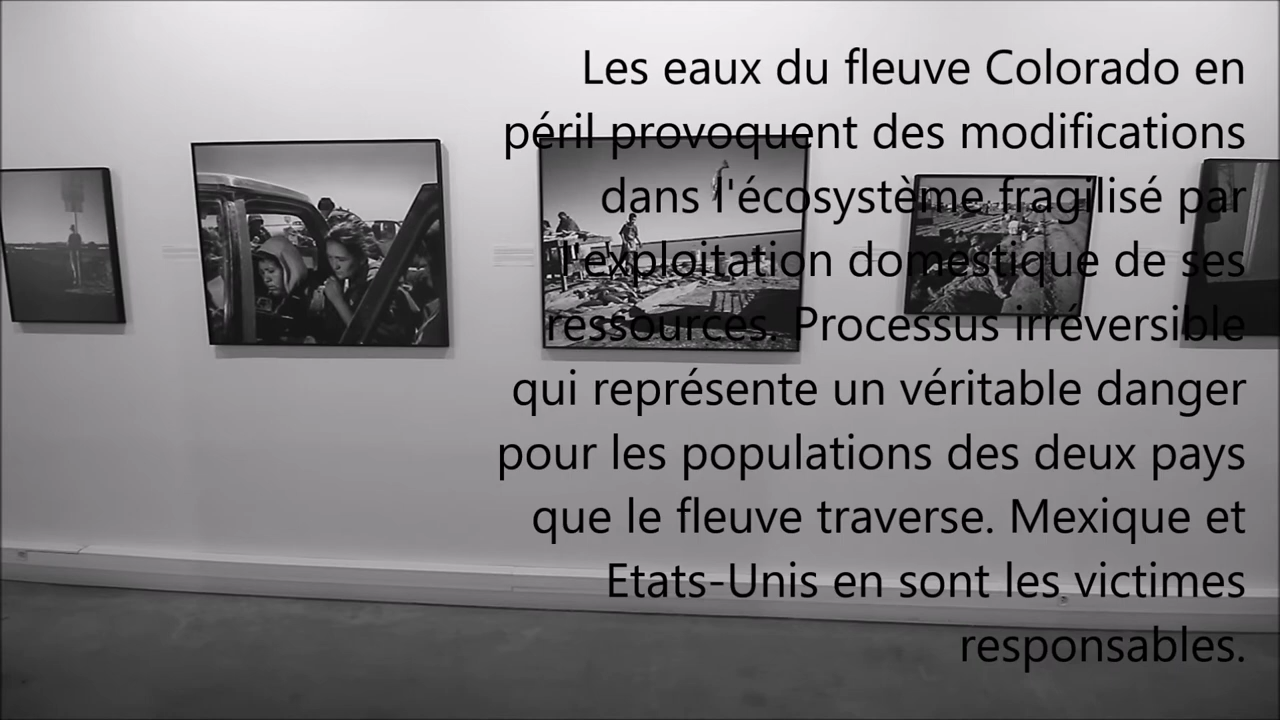 Les eaux du fleuve Colorado en
péril provoquent des modifications
dans l'écosystème fragilisé par
l'exploitation domestique de ses
ressources. Processus irréversible
qui représente un véritable danger
pour les populations des deux pays
que le fleuve traverse. Mexique et
Etats-Unis en sont les victimes
responsables.